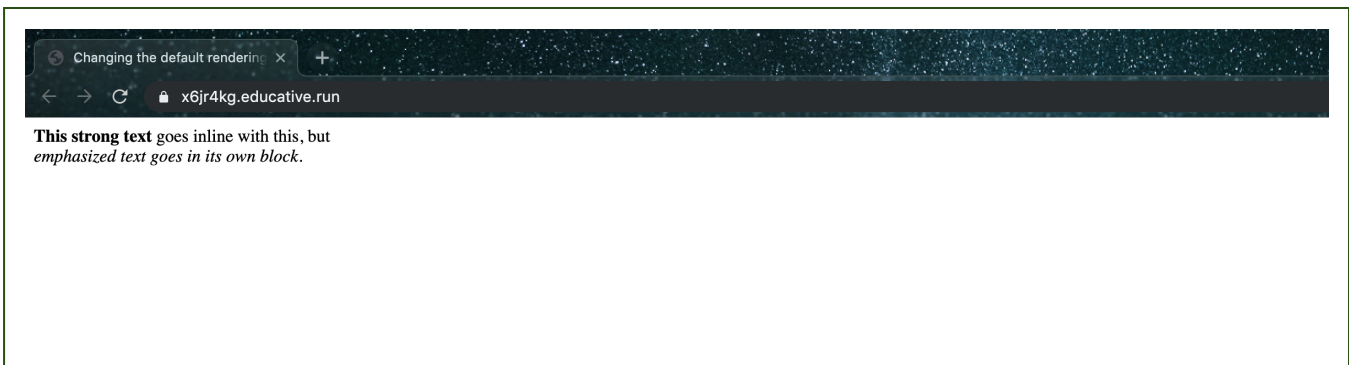 Changing the default rendering
x6jr4kg.educative.run
This strong text goes inline with this, but
emphasized text goes in its own block.